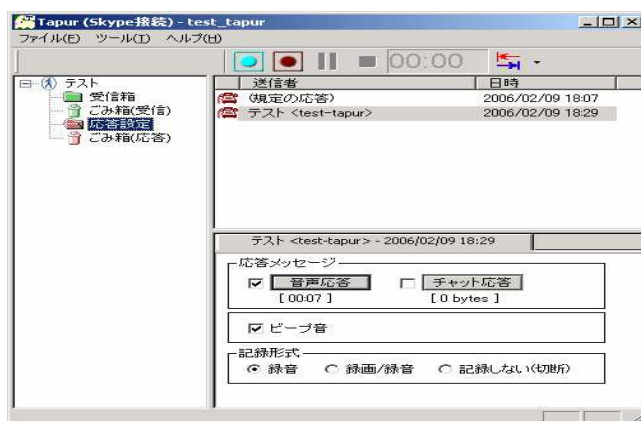 Tapur (Skype接続) - test_tapur
ファイル(F) ツール(T) ヘルプ(H)
00:00
テスト
受信箱
ごみ箱(受信)
応答設定
ごみ箱(応答)
送信者 日時
(規定の応答) 2006/02/09 18:07
テスト <test-tapur> 2006/02/09 18:29
テスト <test-tapur> - 2006/02/09 18:29
応答メッセージ
音声応答 チャット応答
[ 00:07 ] [ 0 bytes ]
ビープ音
記録形式
録音 録画/録音 記録しない(切断)